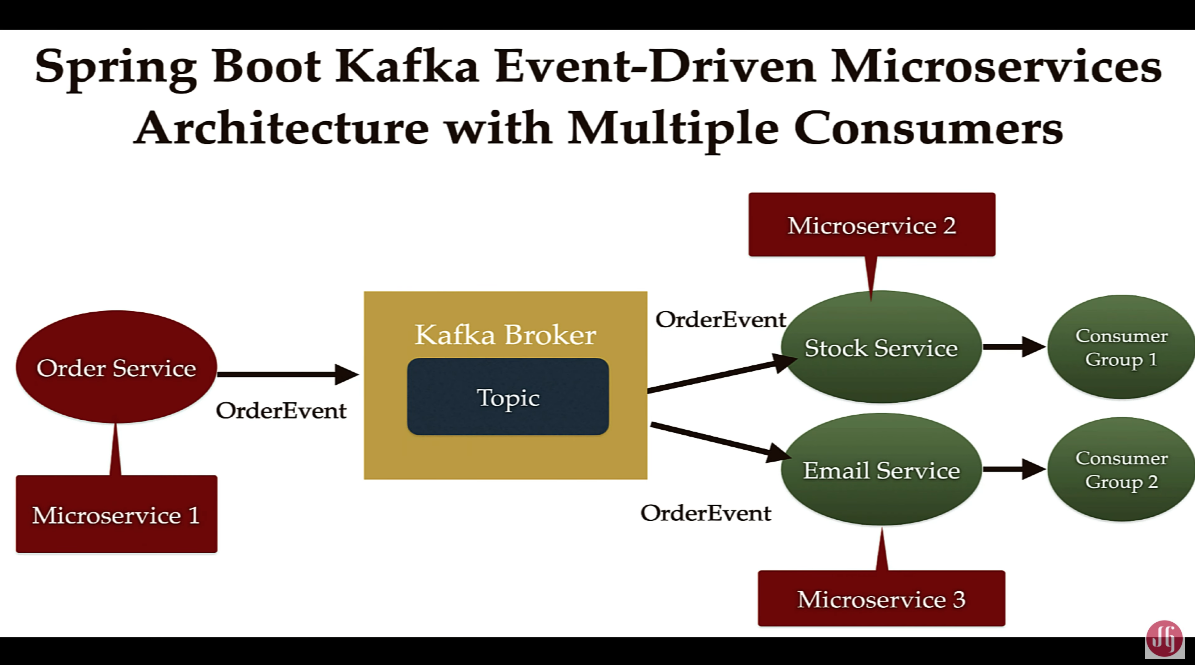 Spring Boot Kafka Event-Driven Microservices
Architecture with Multiple Consumers
Microservice 2
OrderEvent
Kafka Broker
Stock Service
Consumer
Group 1
Order Service
Topic
OrderEvent
Email Service
Consumer
Group 2
OrderEvent
Microservice 1
Microservice 3